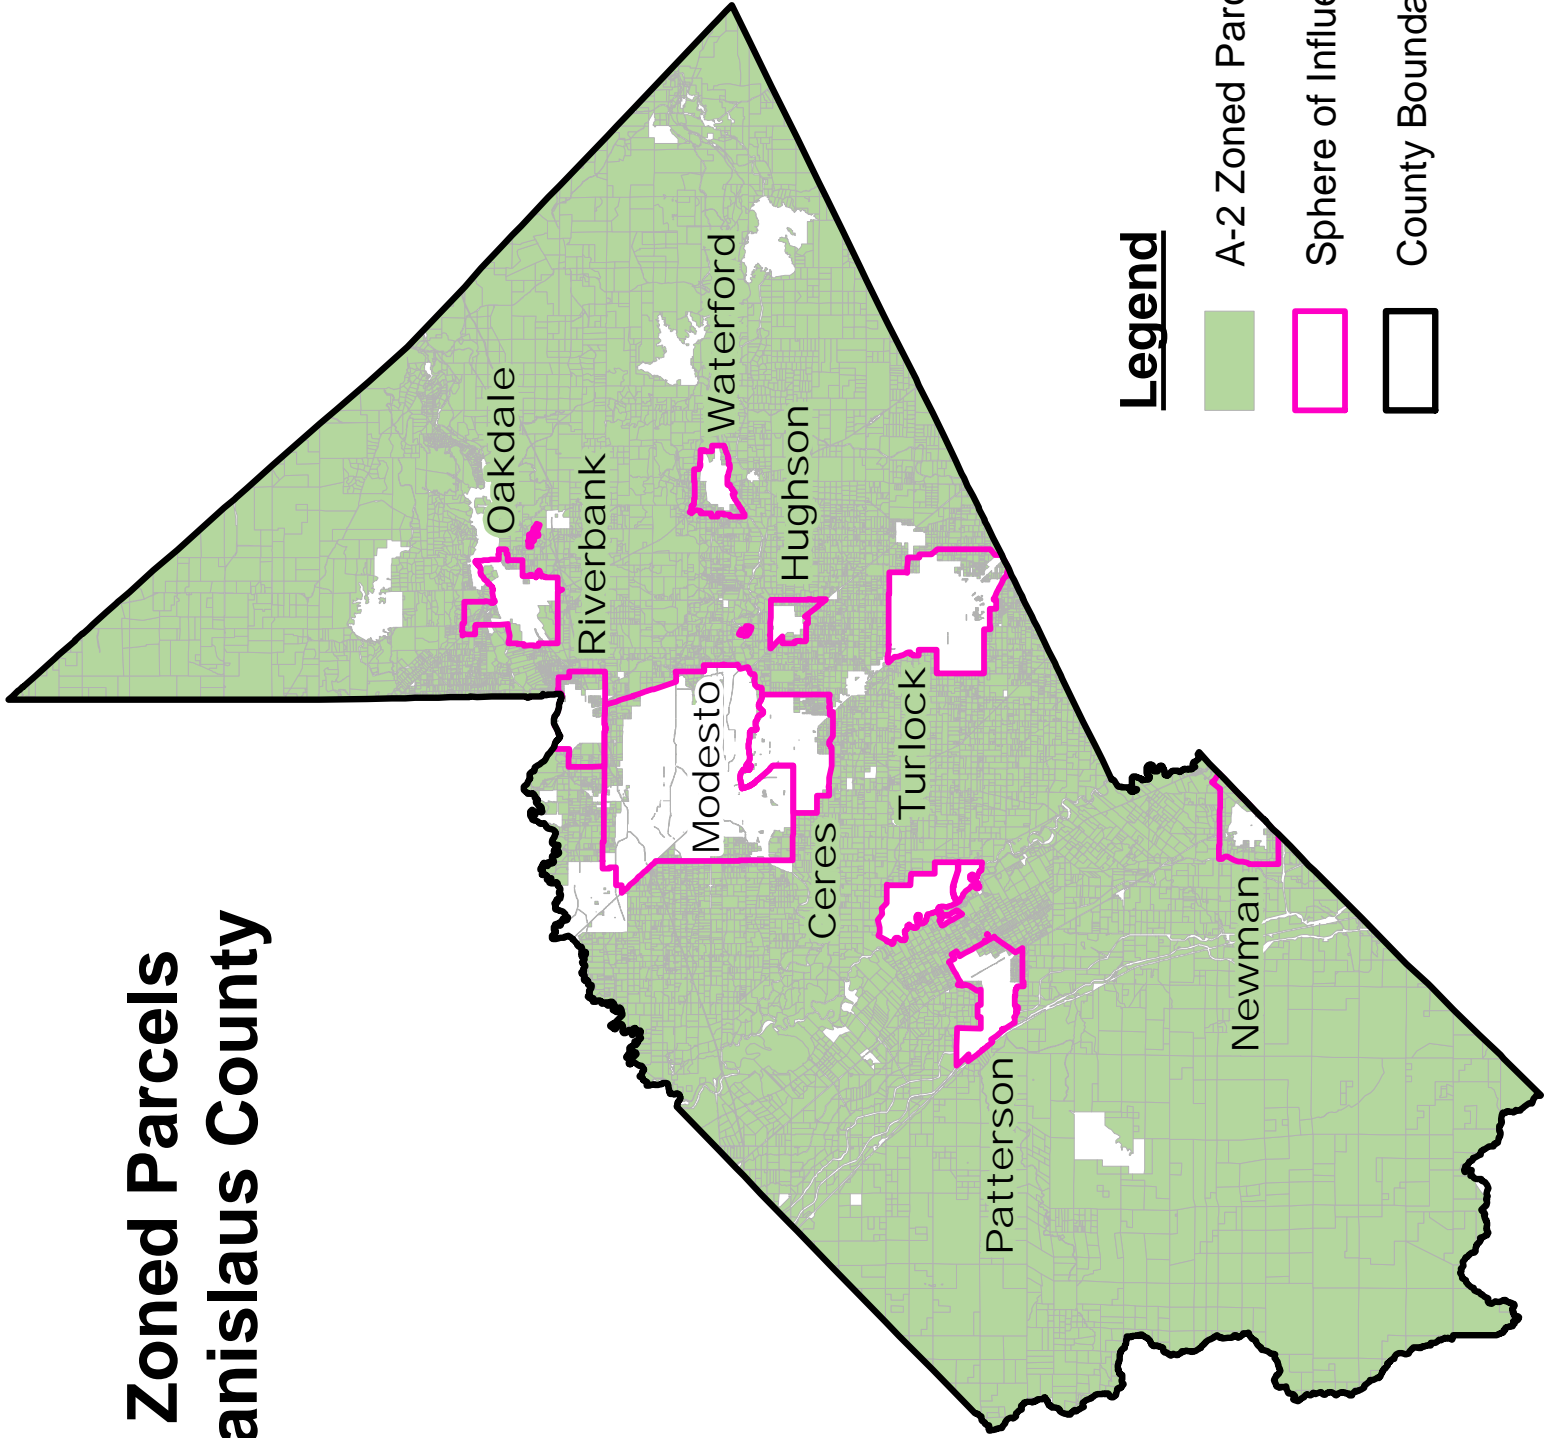 Zoned Parcels
anislaus County
Oakdale
Riverbank
Waterford
Hughson
Modesto
Ceres
Turlock
Patterson
Newman
Legend
A-2 Zoned Parc
Sphere of Influe
County Bounda